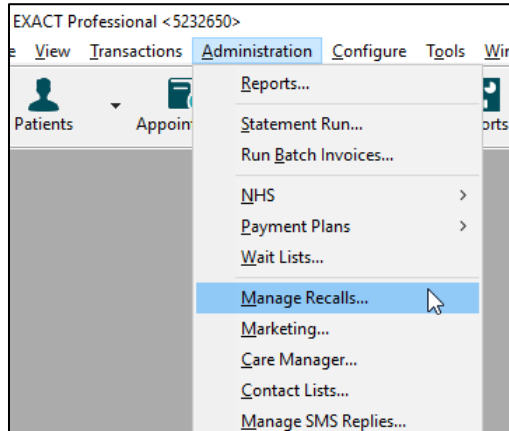 EXACT Professional <5232650>
View Transactions Administration Configure Tools
Patients
Reports...
Statement Run...
Run Batch Invoices...
NHS >
Payment Plans >
Wait Lists...
Manage Recalls...
Marketing...
Care Manager...
Contact Lists...
Manage SMS Replies...